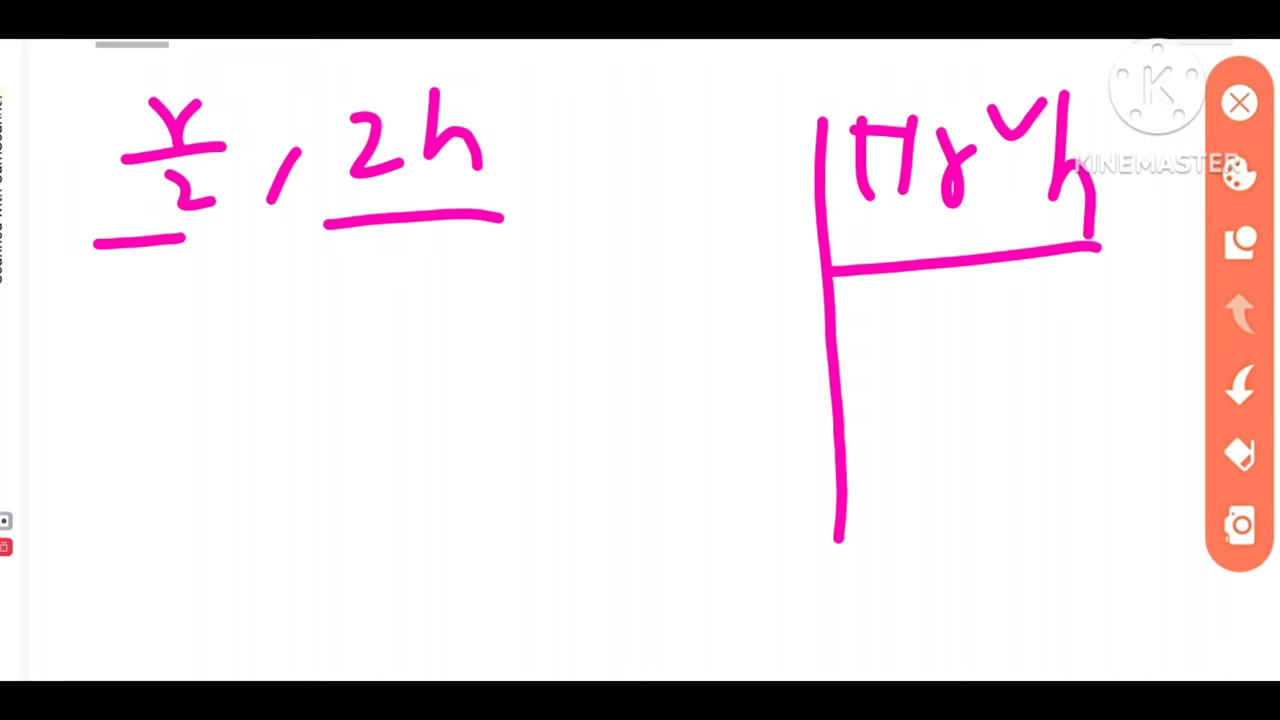 r/2 , 2h
πr²h
KINEMASTER